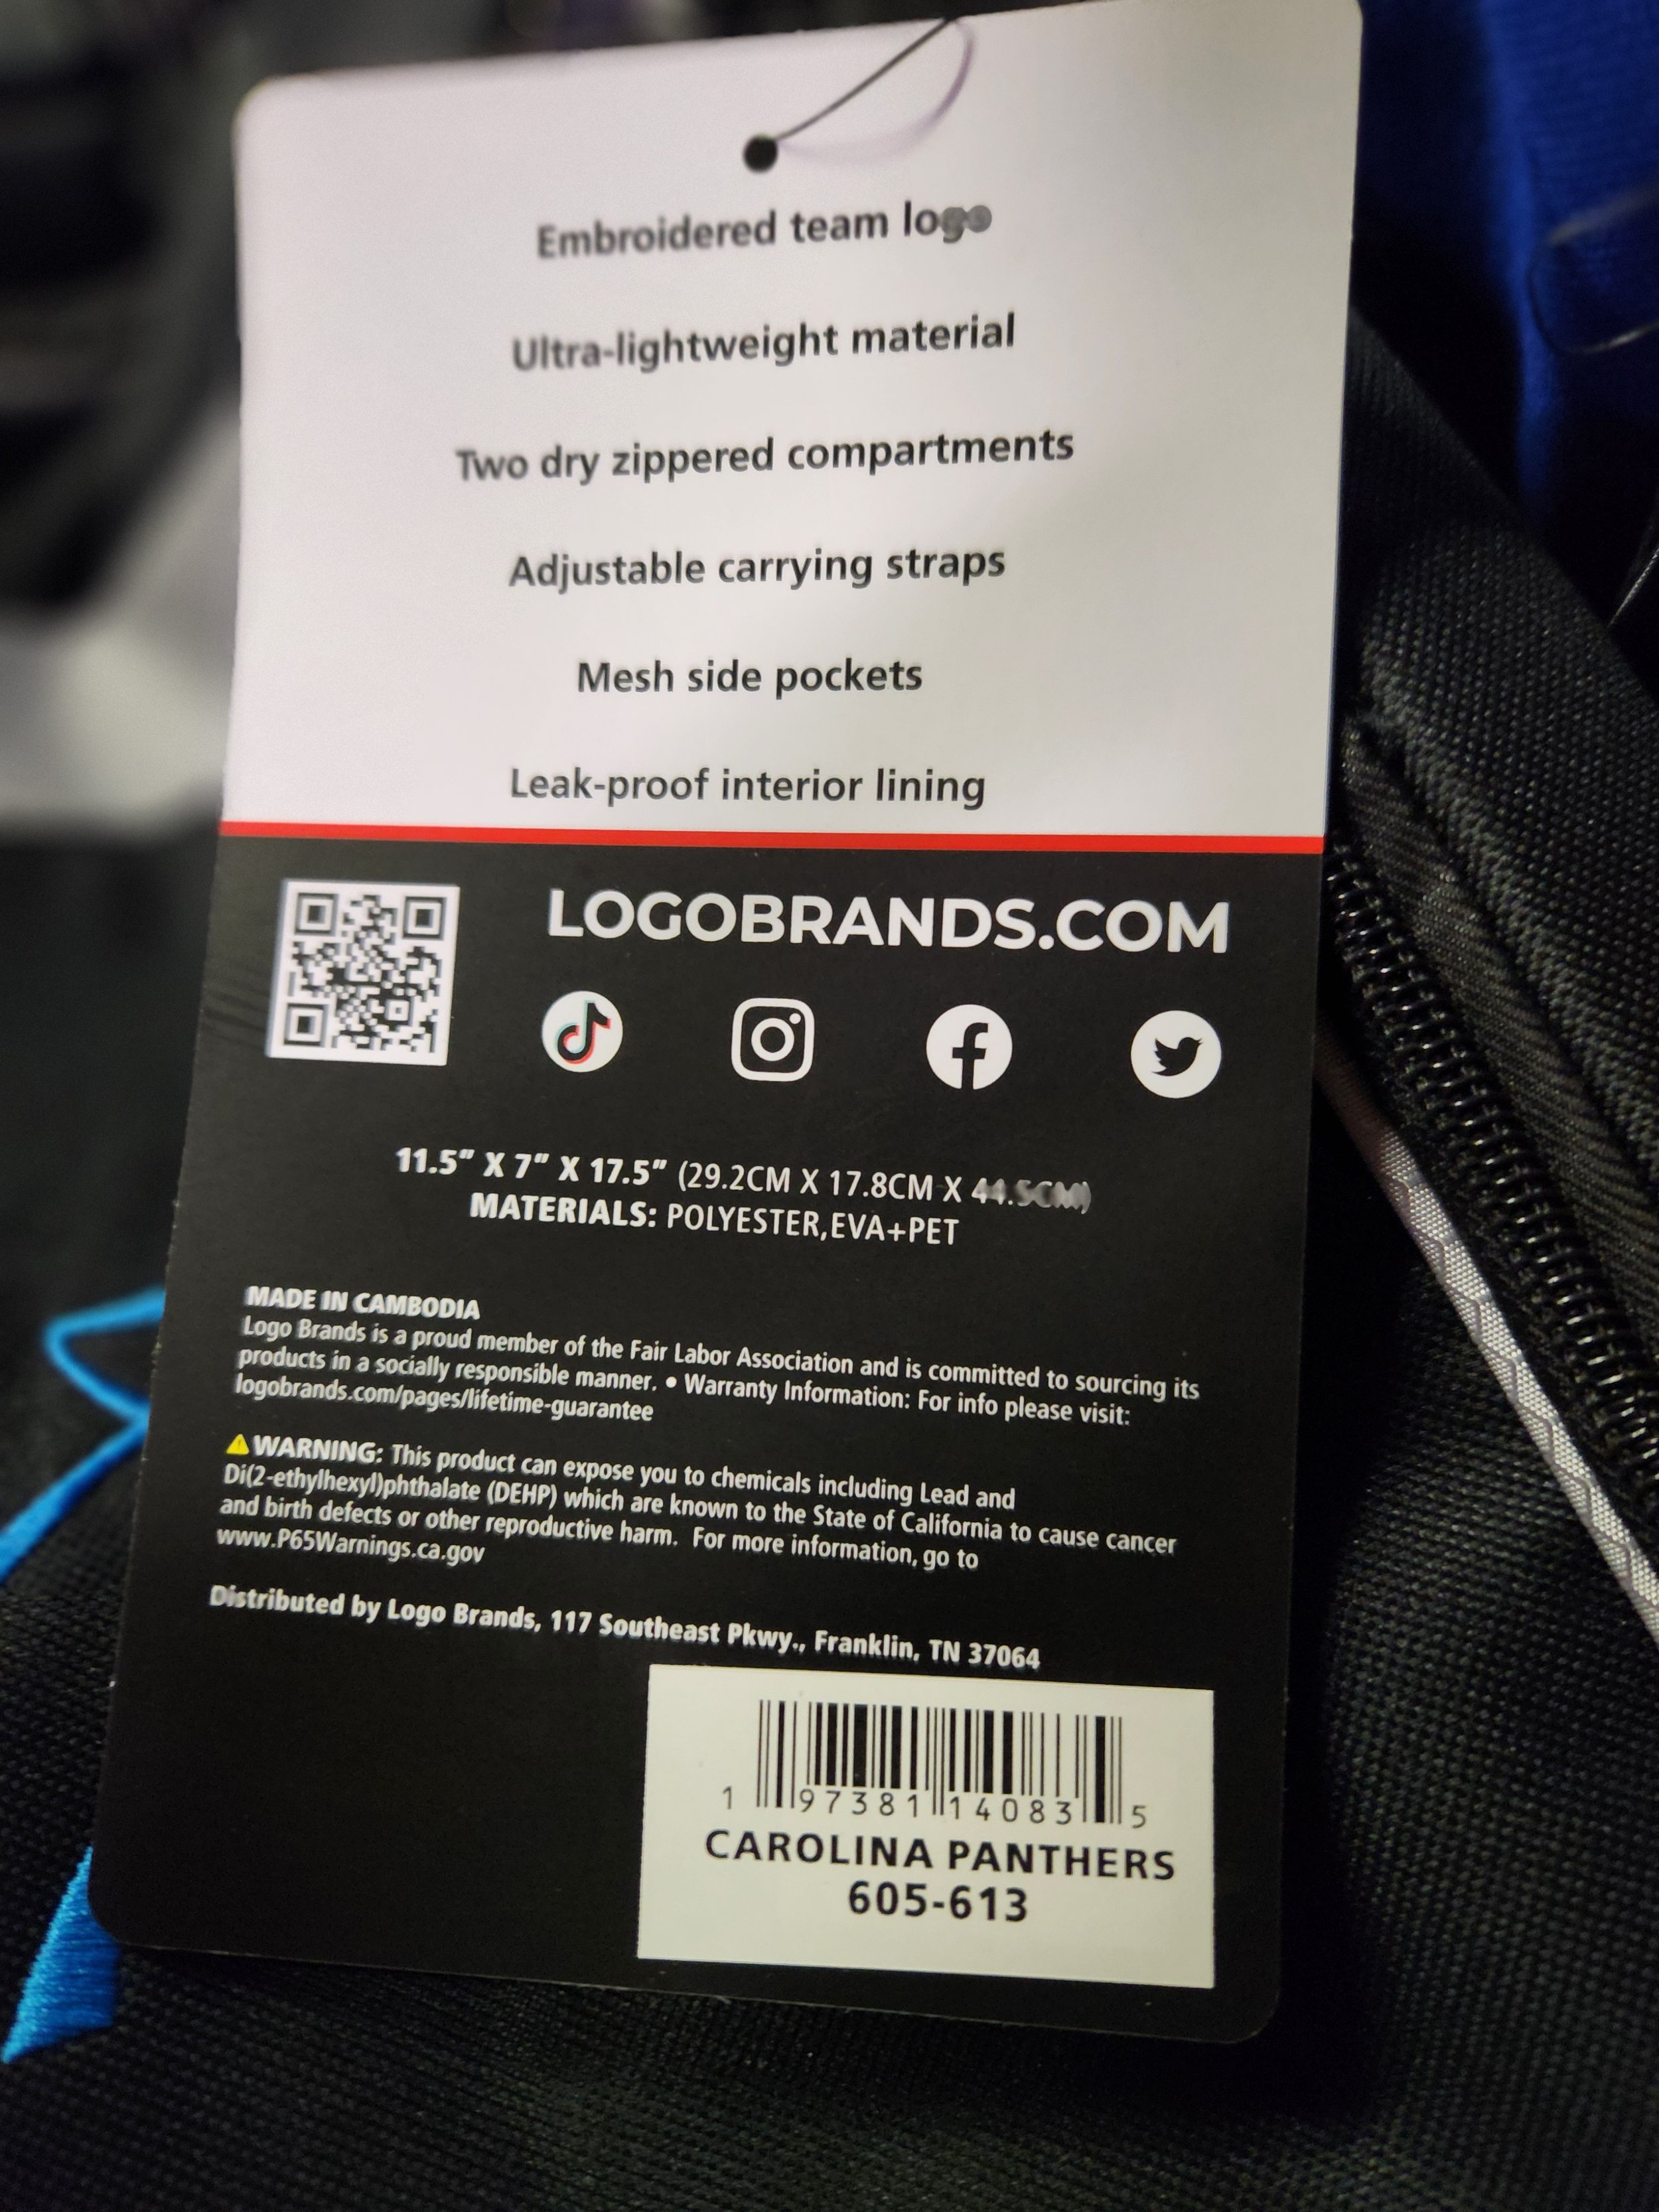 Embroidered team logo
Ultra-lightweight material
Two dry zippered compartments
Adjustable carrying straps
Mesh side pockets
Leak-proof interior lining
LOGOBRANDS.COM
11.5" X 7" X 17.5" (29.2CM X 17.8CM X 44.5CM)
MATERIALS: POLYESTER,EVA+PET
MADE IN CAMBODIA
Logo Brands is a proud member of the Fair Labor Association and is committed to sourcing its
products in a socially responsible manner. • Warranty Information: For info please visit:
logobrands.com/pages/lifetime-guarantee
⚠WARNING: This product can expose you to chemicals including Lead and
Di(2-ethylhexyl)phthalate (DEHP) which are known to the State of California to cause cancer
and birth defects or other reproductive harm. For more information, go to
www.P65Warnings.ca.gov
Distributed by Logo Brands, 117 Southeast Pkwy., Franklin, TN 37064
1 97381 14083 5
CAROLINA PANTHERS
605-613